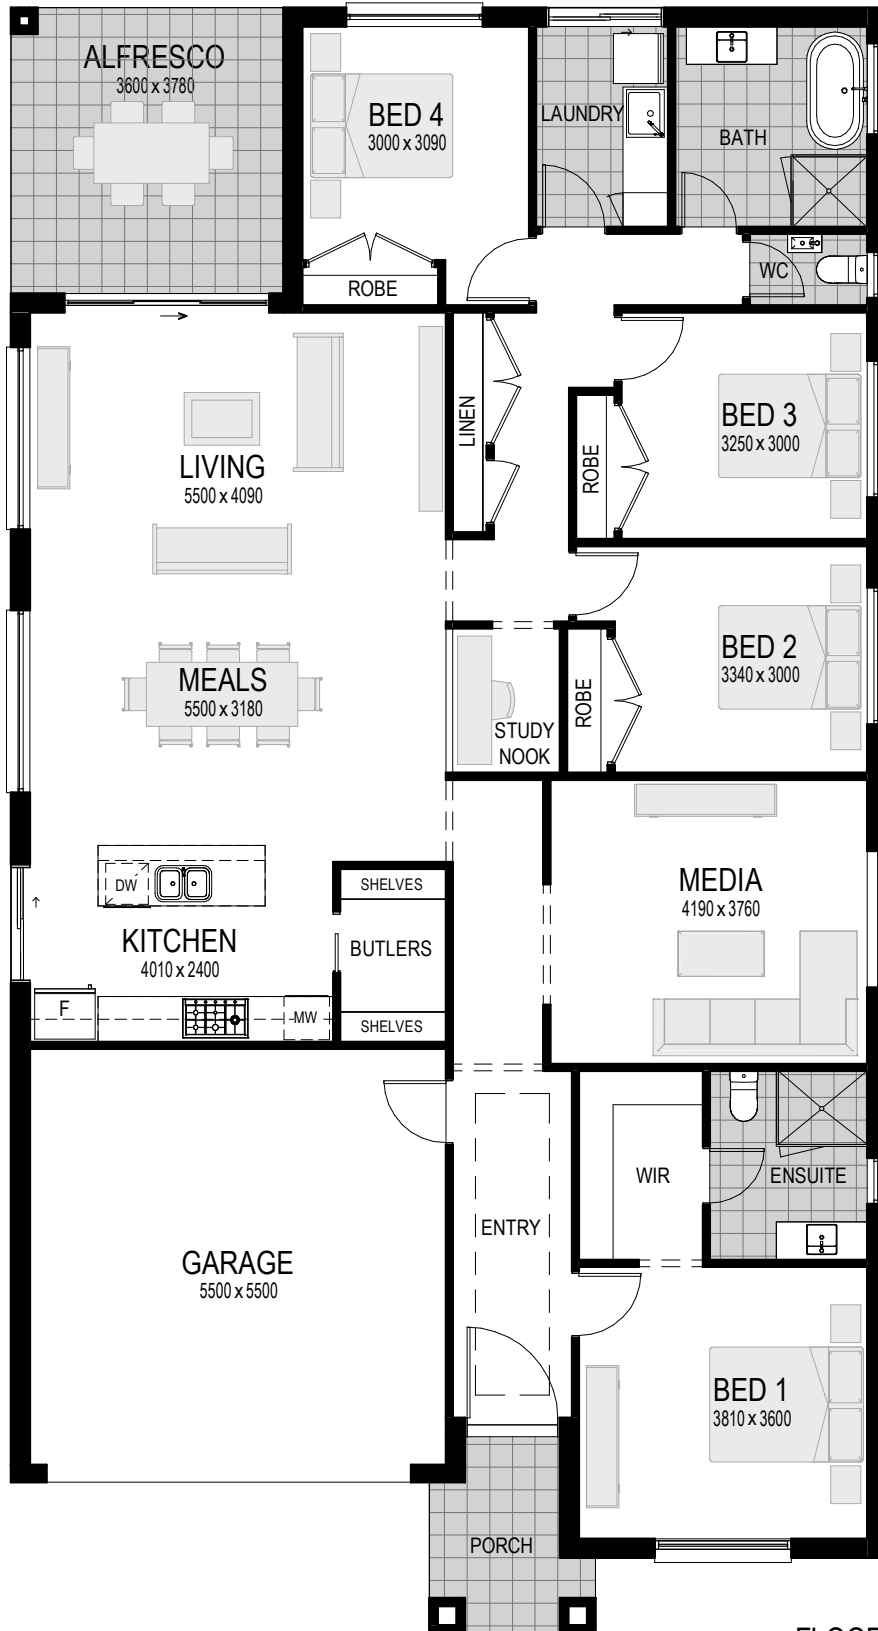 ALFRESCO
3600 x 3780
BED 4
3000 x 3090
LAUNDRY
BATH
WC
ROBE
LINEN
BED 3
3250 x 3000
ROBE
LIVING
5500 x 4090
BED 2
3340 x 3000
ROBE
MEALS
5500 x 3180
STUDY
NOOK
MEDIA
4190 x 3760
DW
SHELVES
KITCHEN
4010 x 2400
BUTLERS
F
MW
SHELVES
WIR
ENSUITE
ENTRY
GARAGE
5500 x 5500
BED 1
3810 x 3600
PORCH